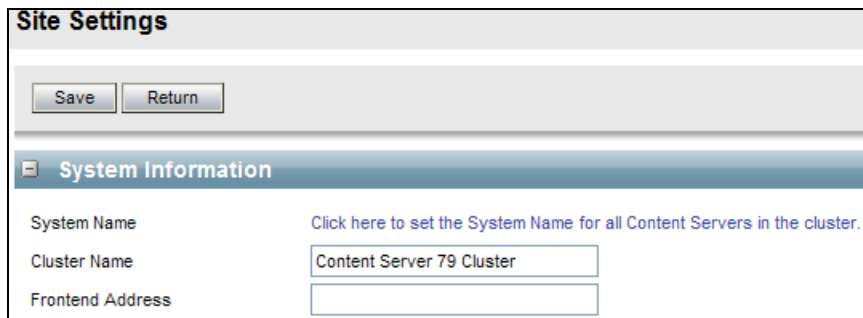 Site Settings
Save Return
System Information
System Name Click here to set the System Name for all Content Servers in the cluster.
Cluster Name Content Server 79 Cluster
Frontend Address